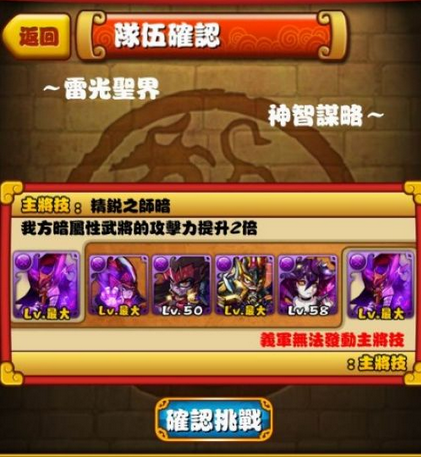 返回
隊伍確認
～雷光聖界
神智謀略～
主將技：精銳之師暗
我方暗屬性武將的攻擊力提升2倍
Lv.最大
Lv.最大
Lv.50
Lv.最大
Lv.58
Lv.最大
義軍無法發動主將技
：主將技
確認挑戰